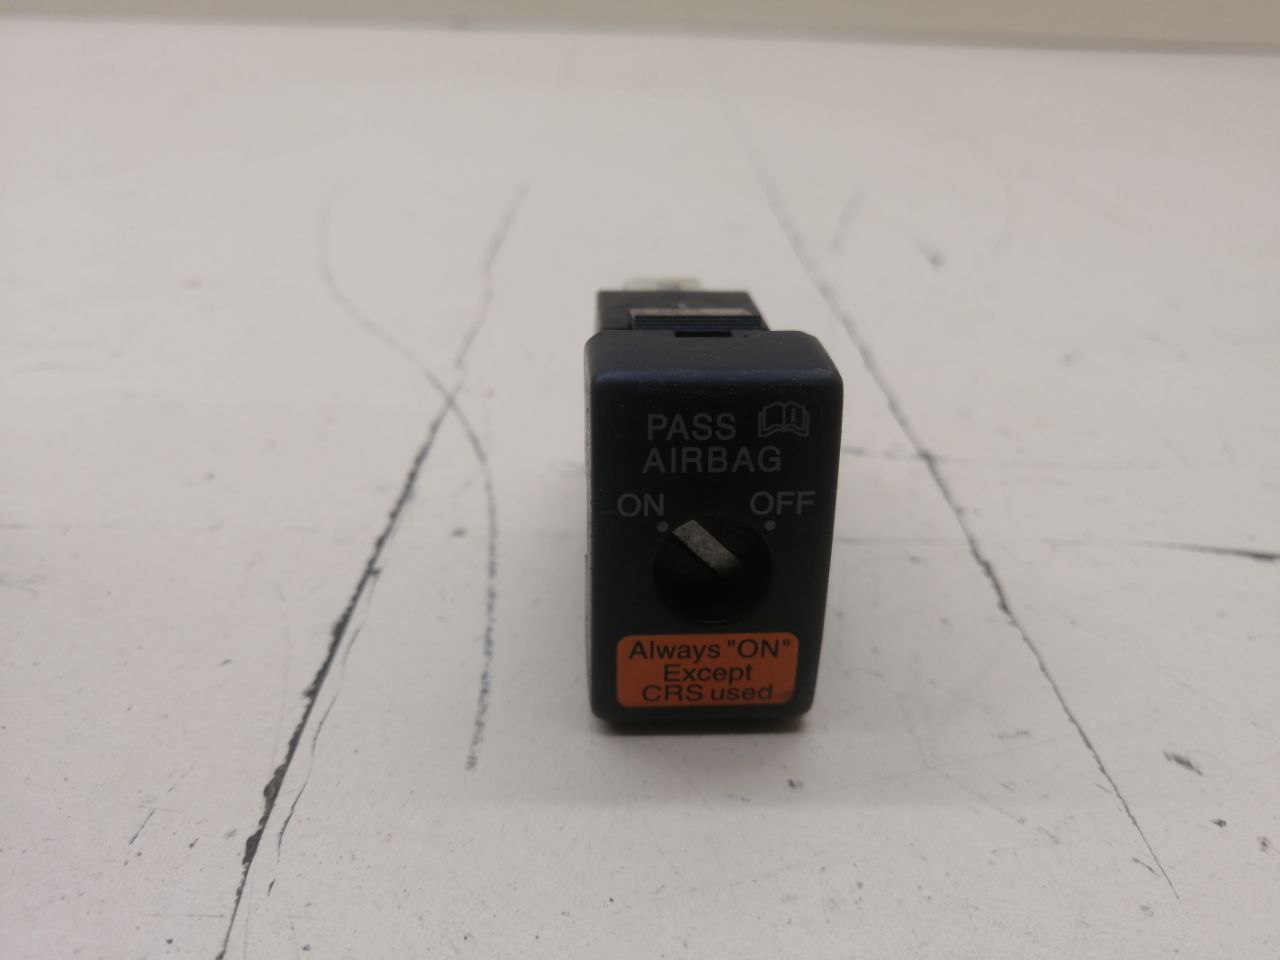 PASS
AIRBAG
ON OFF
Always "ON"
Except
CRS used